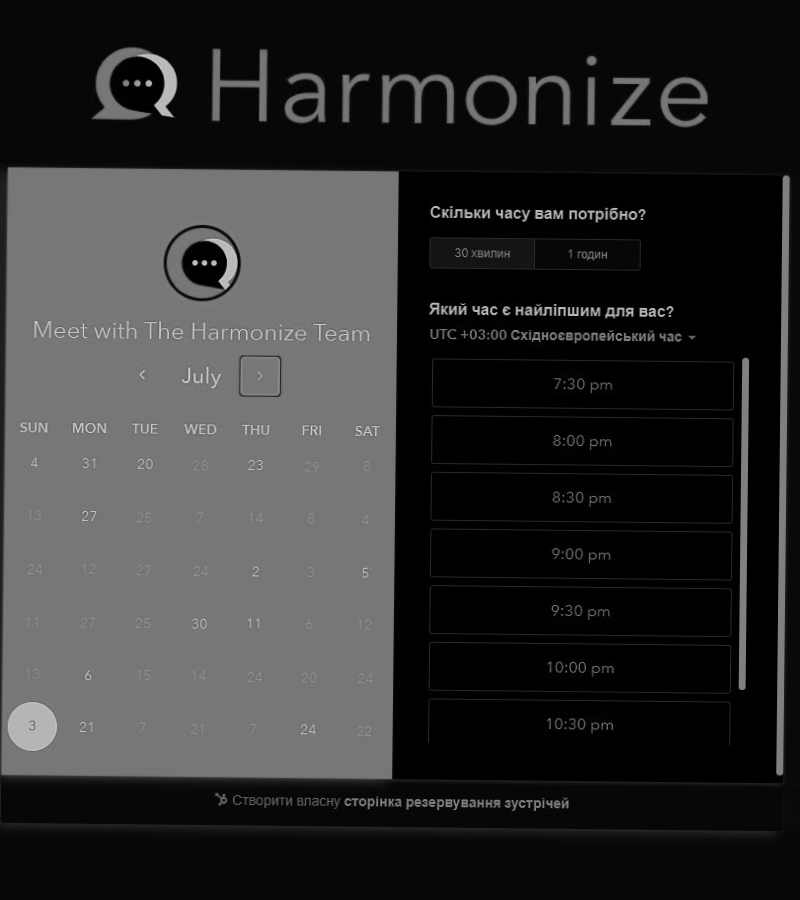 Harmonize
Meet with The Harmonize Team
July
SUN MON TUE WED THU FRI SAT
4 31 20 28 23 29 8
13 27 25 7 14 8 4
24 12 27 24 2 3 5
11 27 25 30 11 6 12
13 6 15 14 24 20 24
3 21 7 21 7 24 22
Скільки часу вам потрібно?
30 хвилин 1 годин
Який час є найліпшим для вас?
UTC +03:00 Східноєвропейський час
7:30 pm
8:00 pm
8:30 pm
9:00 pm
9:30 pm
10:00 pm
10:30 pm
Створити власну сторінка резервування зустрічей